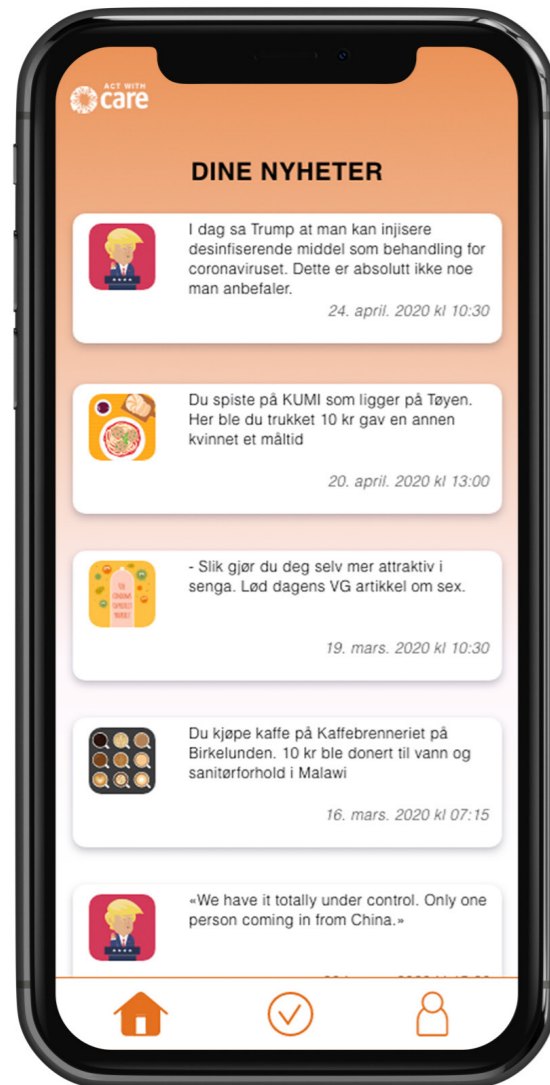 ACT WITH
care
DINE NYHETER
I dag sa Trump at man kan injisere
desinfiserende middel som behandling for
coronaviruset. Dette er absolutt ikke noe
man anbefaler.
24. april. 2020 kl 10:30
Du spiste på KUMI som ligger på Tøyen.
Her ble du trukket 10 kr gav en annen
kvinnet et måltid
20. april. 2020 kl 13:00
- Slik gjør du deg selv mer attraktiv i
senga. Lød dagens VG artikkel om sex.
19. mars. 2020 kl 10:30
Du kjøpe kaffe på Kaffebrenneriet på
Birkelunden. 10 kr ble donert til vann og
sanitørforhold i Malawi
16. mars. 2020 kl 07:15
«We have it totally under control. Only one
person coming in from China.»